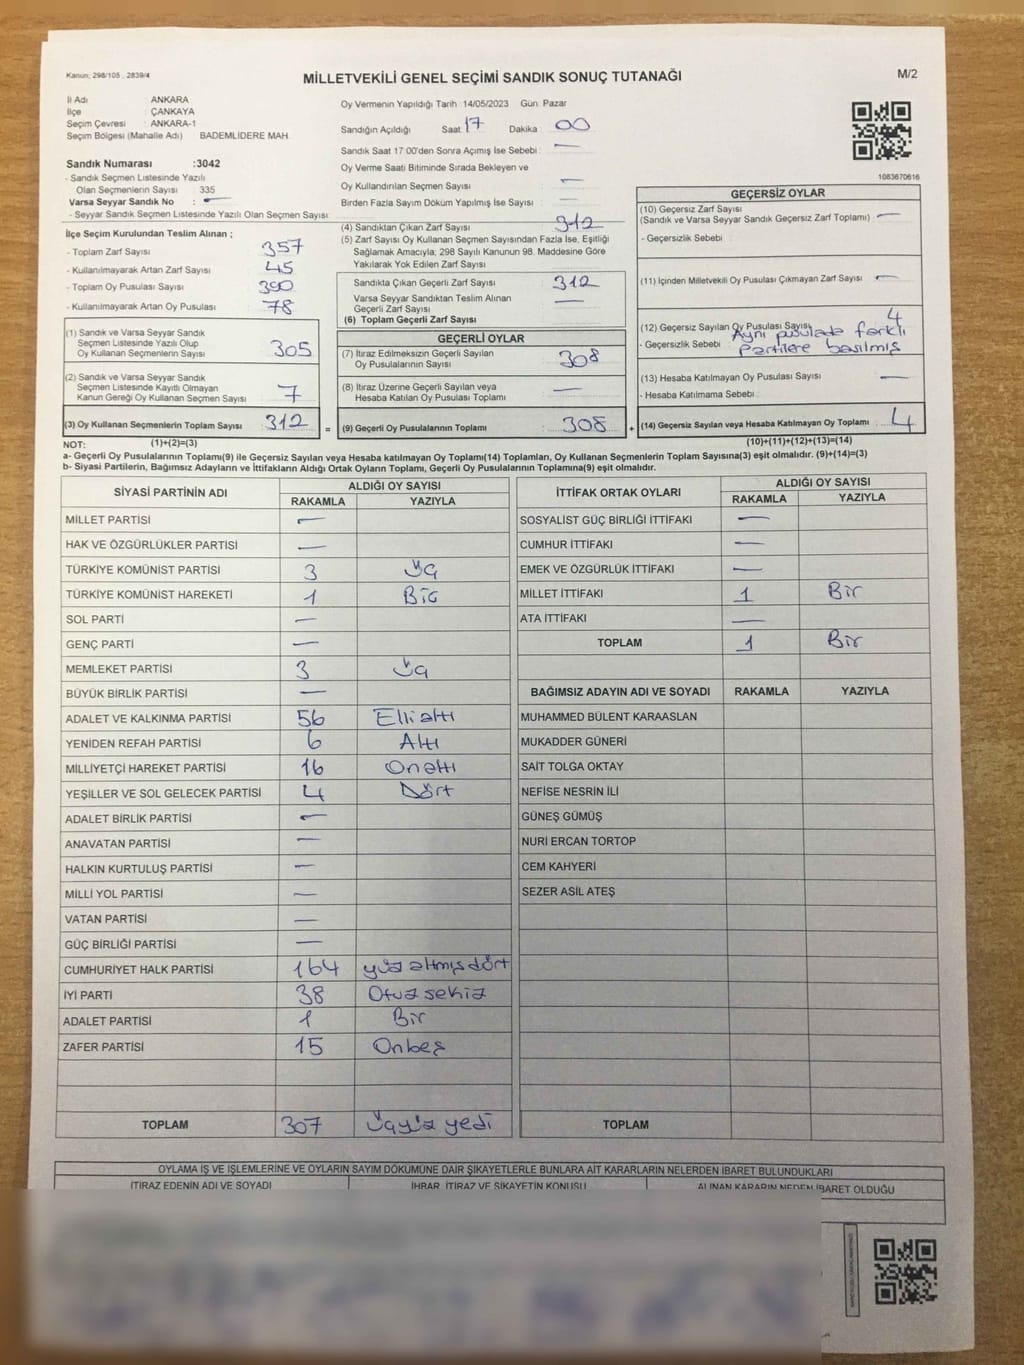 Kanun: 298/105 , 2839/4
MİLLETVEKİLİ GENEL SEÇİMİ SANDIK SONUÇ TUTANAĞI
M/2
İl Adı ANKARA
İlçe : ÇANKAYA
Seçim Çevresi : ANKARA-1
Seçim Bölgesi (Mahalle Adı) BADEMLİDERE MAH.
Oy Vermenin Yapıldığı Tarih : 14/05/2023 Gün: Pazar
Sandığın Açıldığı Saat: 17 Dakika : 00
Sandık Saat 17:00'den Sonra Açımış İse Sebebi : —
Oy Verme Saati Bitiminde Sırada Bekleyen ve
Oy Kullandırılan Seçmen Sayısı : —
Birden Fazla Sayım Döküm Yapılmış İse Sayısı : —
1083670616
Sandık Numarası :3042
- Sandık Seçmen Listesinde Yazılı
Olan Seçmenlerin Sayısı : 335
Varsa Seyyar Sandık No : —
- Seyyar Sandık Seçmen Listesinde Yazılı Olan Seçmen Sayısı:
İlçe Seçim Kurulundan Teslim Alınan ;
- Toplam Zarf Sayısı : 357
- Kullanılmayarak Artan Zarf Sayısı : 45
- Toplam Oy Pusulası Sayısı : 390
- Kullanılmayarak Artan Oy Pusulası : 78
(1) Sandık ve Varsa Seyyar Sandık
Seçmen Listesinde Yazılı Olup
Oy Kullanan Seçmenlerin Sayısı : 305
(2) Sandık ve Varsa Seyyar Sandık
Seçmen Listesinde Kayıtlı Olmayan
Kanun Gereği Oy Kullanan Seçmen Sayısı : 7
(3) Oy Kullanan Seçmenlerin Toplam Sayısı : 312
(4) Sandıktan Çıkan Zarf Sayısı : 312
(5) Zarf Sayısı Oy Kullanan Seçmen Sayısından Fazla İse, Eşitliği
Sağlamak Amacıyla; 298 Sayılı Kanunun 98. Maddesine Göre
Yakılarak Yok Edilen Zarf Sayısı :
Sandıkta Çıkan Geçerli Zarf Sayısı : 312
Varsa Seyyar Sandıktan Teslim Alınan
Geçerli Zarf Sayısı : —
(6) Toplam Geçerli Zarf Sayısı :
GEÇERLİ OYLAR
(7) İtiraz Edilmeksizin Geçerli Sayılan
Oy Pusulalarının Sayısı : 308
(8) İtiraz Üzerine Geçerli Sayılan veya
Hesaba Katılan Oy Pusulası Toplamı : —
= (9) Geçerli Oy Pusulalarının Toplamı : 308 +
GEÇERSİZ OYLAR
(10) Geçersiz Zarf Sayısı
(Sandık ve Varsa Seyyar Sandık Geçersiz Zarf Toplamı) : —
- Geçersizlik Sebebi :
(11) İçinden Milletvekili Oy Pusulası Çıkmayan Zarf Sayısı : —
(12) Geçersiz Sayılan Oy Pusulası Sayısı : 4
- Geçersizlik Sebebi : Aynı pusulada farklı
Partilere basılmış
(13) Hesaba Katılmayan Oy Pusulası Sayısı : —
- Hesaba Katılmama Sebebi :
(14) Geçersiz Sayılan veya Hesaba Katılmayan Oy Toplamı : 4
NOT: (1)+(2)=(3)
(10)+(11)+(12)+(13)=(14)
a- Geçerli Oy Pusulalarının Toplamı(9) ile Geçersiz Sayılan veya Hesaba katılmayan Oy Toplamı(14) Toplamları, Oy Kullanan Seçmenlerin Toplam Sayısına(3) eşit olmalıdır. (9)+(14)=(3)
b- Siyasi Partilerin, Bağımsız Adayların ve İttifakların Aldığı Ortak Oyların Toplamı, Geçerli Oy Pusulalarının Toplamına(9) eşit olmalıdır.
SİYASİ PARTİNİN ADI ALDIĞI OY SAYISI
RAKAMLA YAZIYLA
MİLLET PARTİSİ —
HAK VE ÖZGÜRLÜKLER PARTİSİ —
TÜRKİYE KOMÜNİST PARTİSİ 3 Üç
TÜRKİYE KOMÜNİST HAREKETİ 1 Bir
SOL PARTİ —
GENÇ PARTİ —
MEMLEKET PARTİSİ 3 Üç
BÜYÜK BİRLİK PARTİSİ —
ADALET VE KALKINMA PARTİSİ 56 Elli altı
YENİDEN REFAH PARTİSİ 6 Altı
MİLLİYETÇİ HAREKET PARTİSİ 16 Onaltı
YEŞİLLER VE SOL GELECEK PARTİSİ 4 Dört
ADALET BİRLİK PARTİSİ —
ANAVATAN PARTİSİ —
HALKIN KURTULUŞ PARTİSİ —
MİLLİ YOL PARTİSİ —
VATAN PARTİSİ —
GÜÇ BİRLİĞİ PARTİSİ —
CUMHURİYET HALK PARTİSİ 164 yüz altmış dört
İYİ PARTİ 38 Otuz sekiz
ADALET PARTİSİ 1 Bir
ZAFER PARTİSİ 15 Onbeş
TOPLAM 307 Üçyüz yedi
İTTİFAK ORTAK OYLARI ALDIĞI OY SAYISI
RAKAMLA YAZIYLA
SOSYALİST GÜÇ BİRLİĞİ İTTİFAKI —
CUMHUR İTTİFAKI —
EMEK VE ÖZGÜRLÜK İTTİFAKI —
MİLLET İTTİFAKI 1 Bir
ATA İTTİFAKI —
TOPLAM 1 Bir
BAĞIMSIZ ADAYIN ADI VE SOYADI RAKAMLA YAZIYLA
MUHAMMED BÜLENT KARAASLAN
MUKADDER GÜNERİ
SAİT TOLGA OKTAY
NEFİSE NESRİN İLİ
GÜNEŞ GÜMÜŞ
NURİ ERCAN TORTOP
CEM KAHYERİ
SEZER ASİL ATEŞ
TOPLAM
OYLAMA İŞ VE İŞLEMLERİNE VE OYLARIN SAYIM DÖKÜMÜNE DAİR ŞİKAYETLERLE BUNLARA AİT KARARLARIN NELERDEN İBARET BULUNDUKLARI
İTİRAZ EDENİN ADI VE SOYADI İHBAR, İTİRAZ VE ŞİKAYETİN KONUSU ALINAN KARARIN NEDEN İBARET OLDUĞU